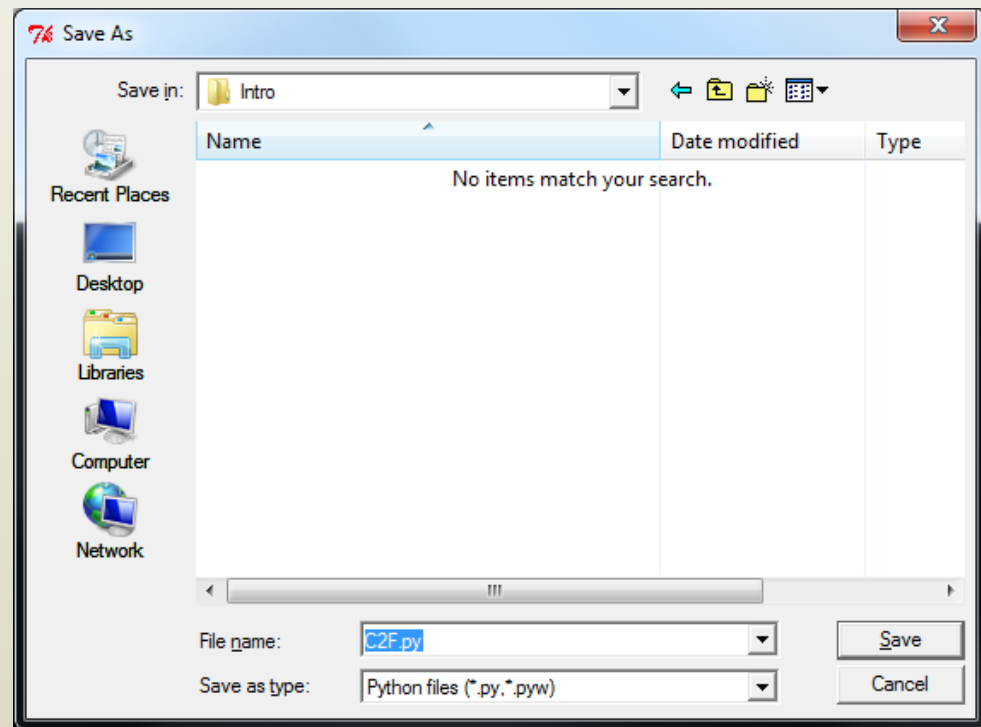 Save As
Save in:
Intro
Name
Date modified
Type
No items match your search.
Recent Places
Desktop
Libraries
Computer
Network
File name:
C2F.py
Save
Save as type:
Python files (*.py,*.pyw)
Cancel